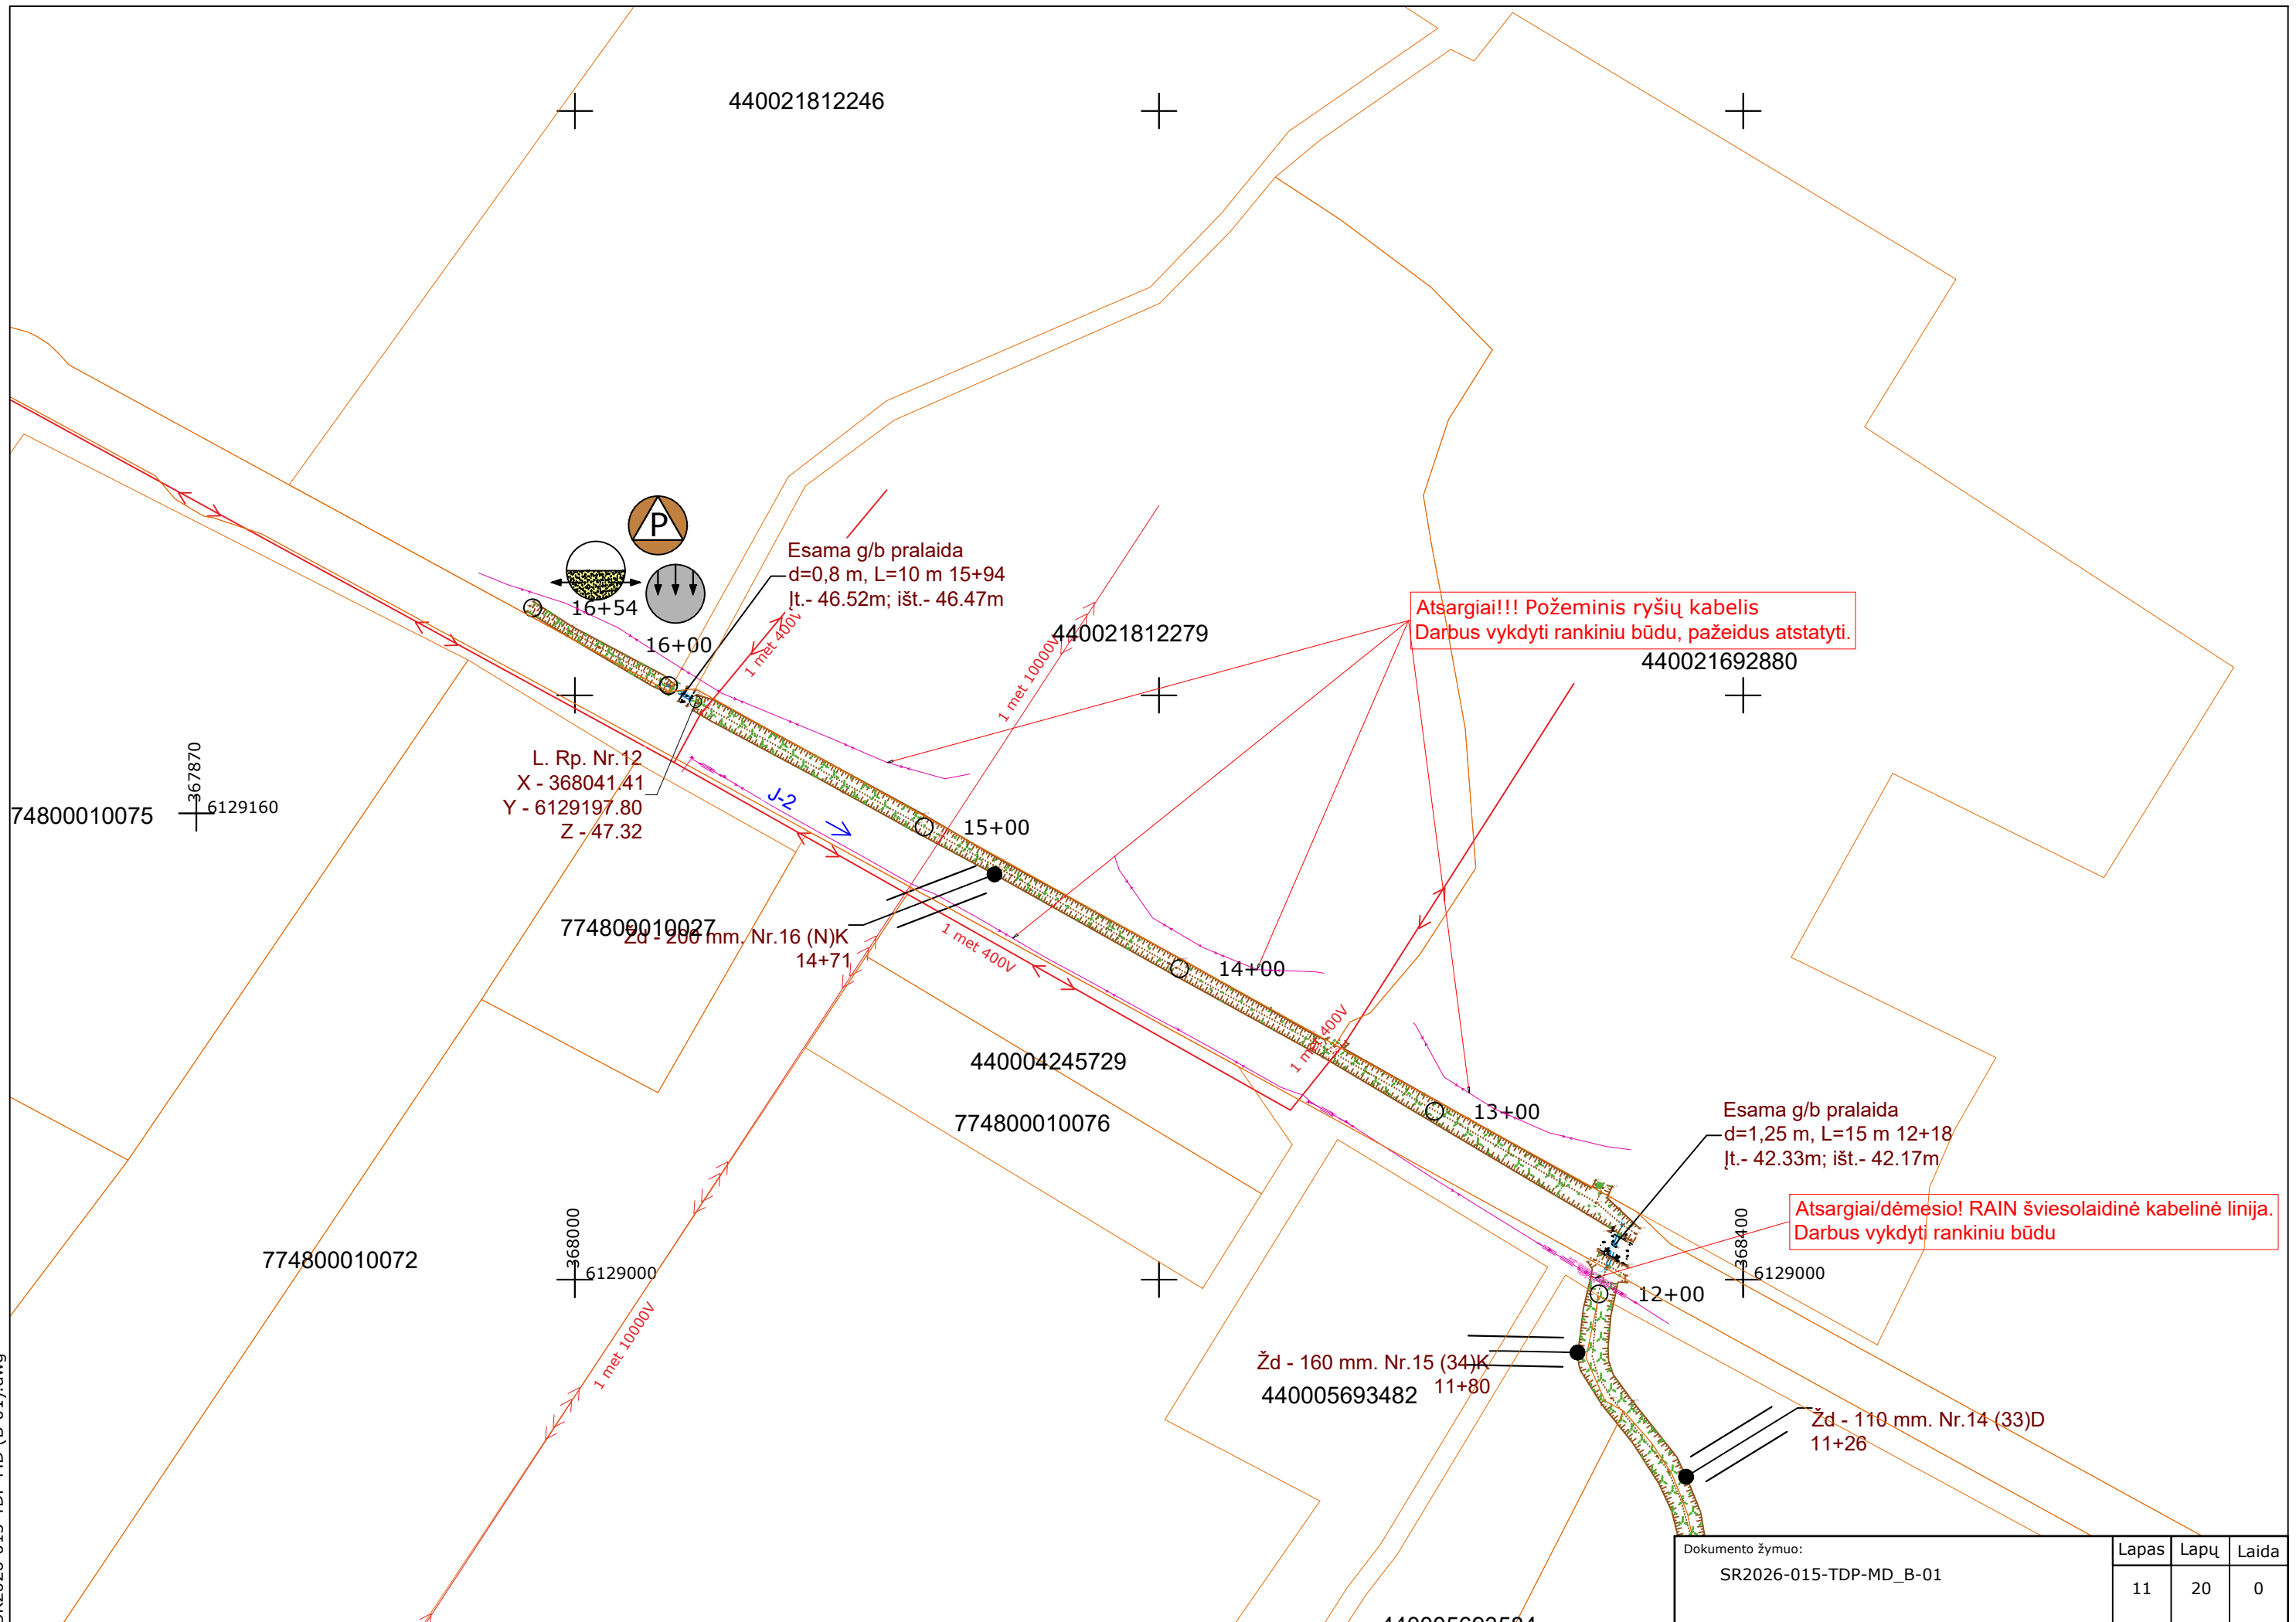 440021812246
P
Esama g/b pralaida
d=0,8 m, L=10 m 15+94
Įt.- 46.52m; išt.- 46.47m
16+54
16+00
1 met 400V
1 met 10000V
440021812279
Atsargiai!!! Požeminis ryšių kabelis
Darbus vykdyti rankiniu būdu, pažeidus atstatyti.
440021692880
L. Rp. Nr.12
X - 368041.41
Y - 6129197.80
Z - 47.32
367870
6129160
74800010075
J-2
15+00
774800010027
Žd - 200 mm. Nr.16 (N)K
14+71
1 met 400V
14+00
1 met 400V
440004245729
774800010076
13+00
Esama g/b pralaida
d=1,25 m, L=15 m 12+18
Įt.- 42.33m; išt.- 42.17m
Atsargiai/dėmesio! RAIN šviesolaidinė kabelinė linija.
Darbus vykdyti rankiniu būdu
774800010072
368000
6129000
368400
6129000
12+00
1 met 10000V
Žd - 160 mm. Nr.15 (34)K
11+80
440005693482
Žd - 110 mm. Nr.14 (33)D
11+26
Dokumento žymuo:
SR2026-015-TDP-MD_B-01
Lapas Lapų Laida
11 20 0